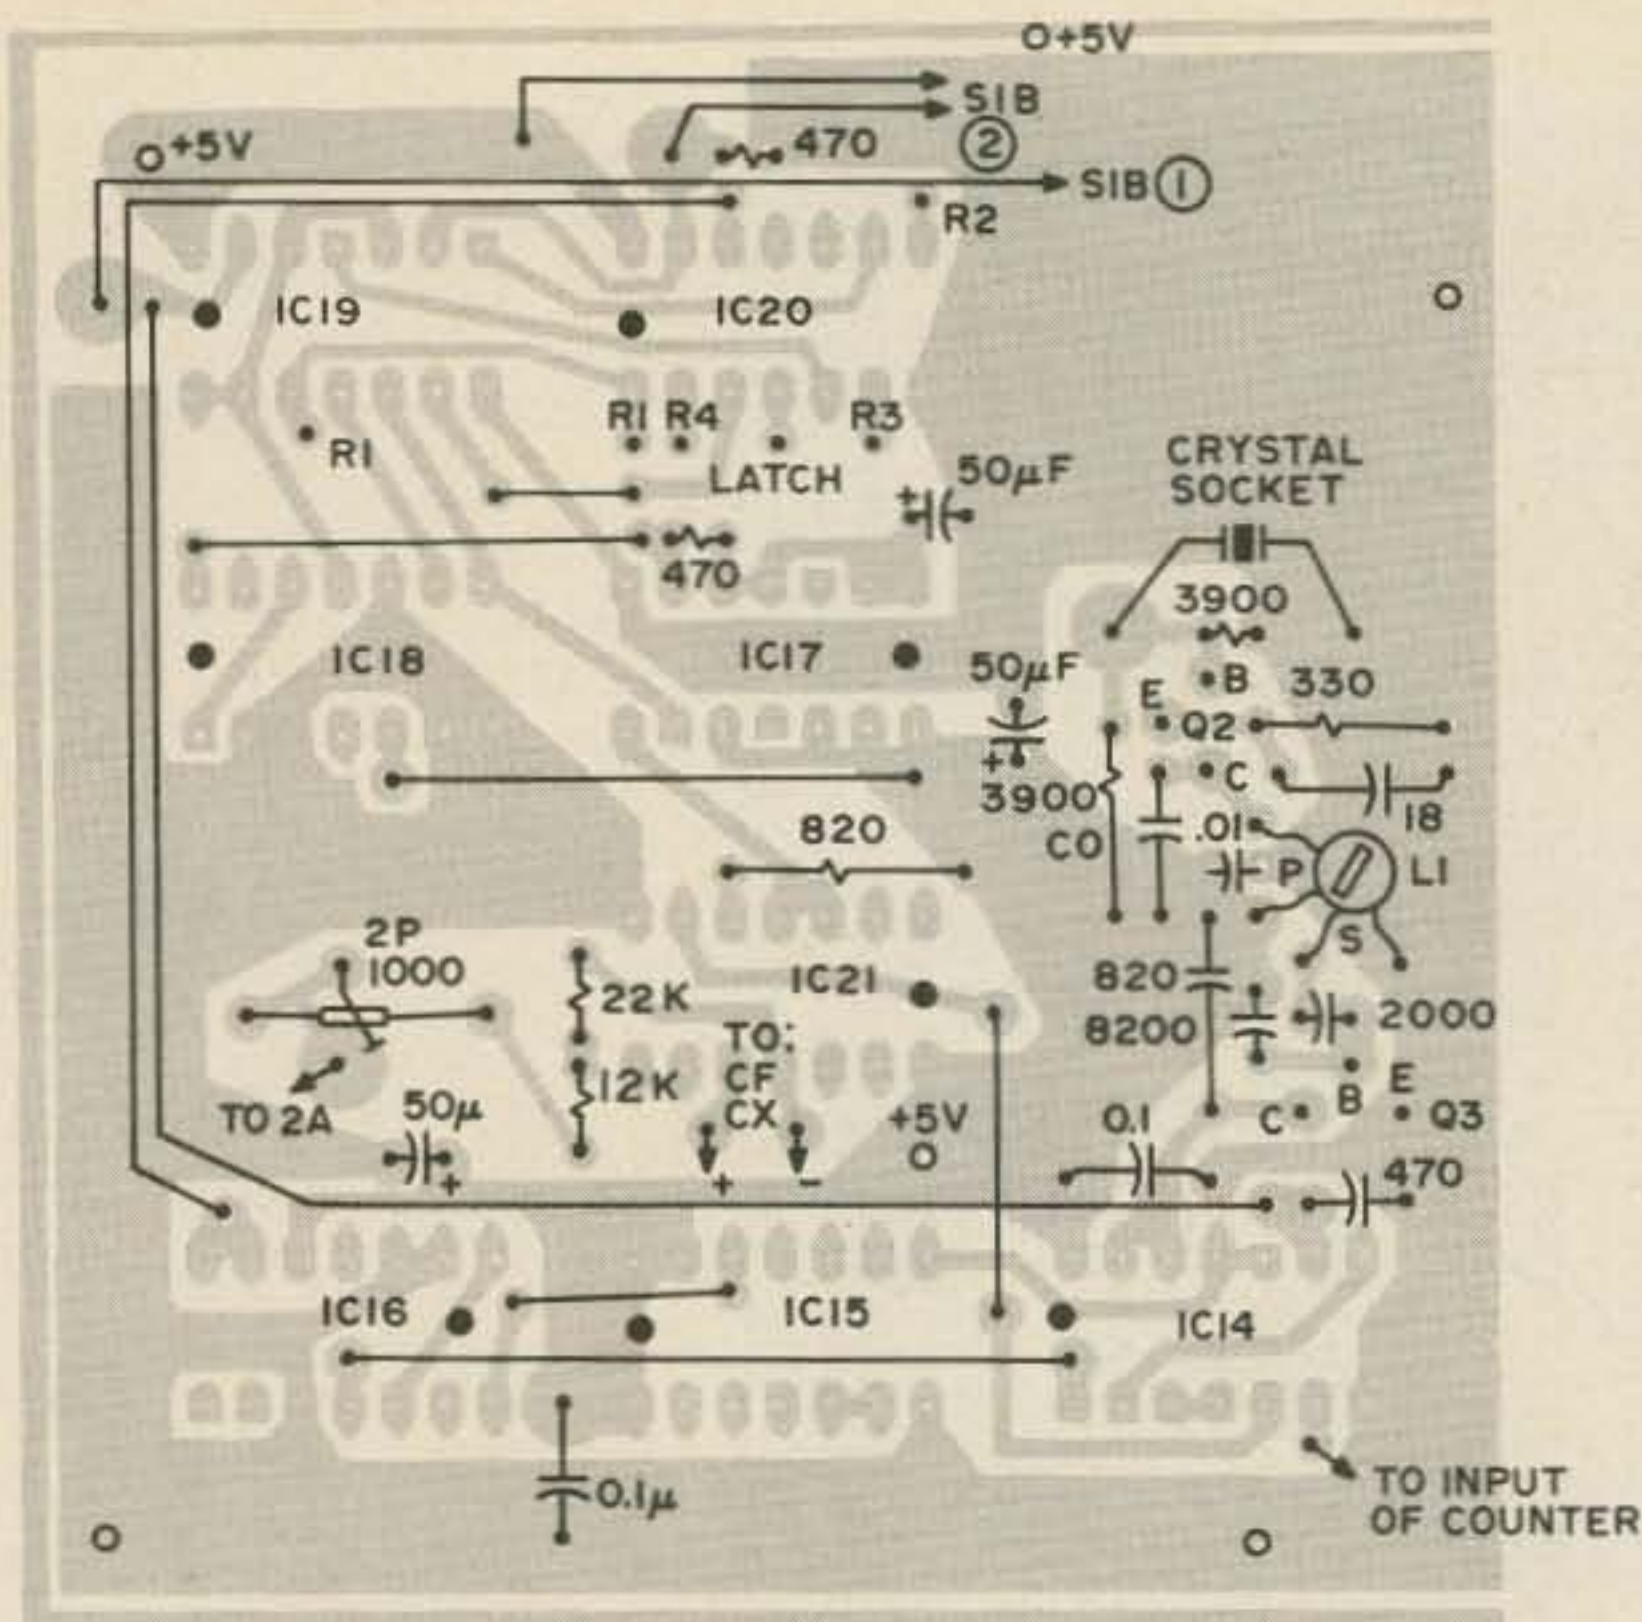 +5V
S1B
+5V
470
2
S1B 1
R2
IC19
IC20
R1 R4
R3
R1
LATCH
50µF
CRYSTAL
SOCKET
470
3900
IC18
IC17
50µF
B
330
E
Q2
+
C
3900
18
820
.01
CO
P
L1
2P
1000
S
22K
IC21
820
2000
8200
TO:
CF
CX
12K
E
B
TO 2A
50µ
+5V
0.1
C
Q3
+
+
-
470
IC16
IC15
IC14
0.1µ
TO INPUT
OF COUNTER